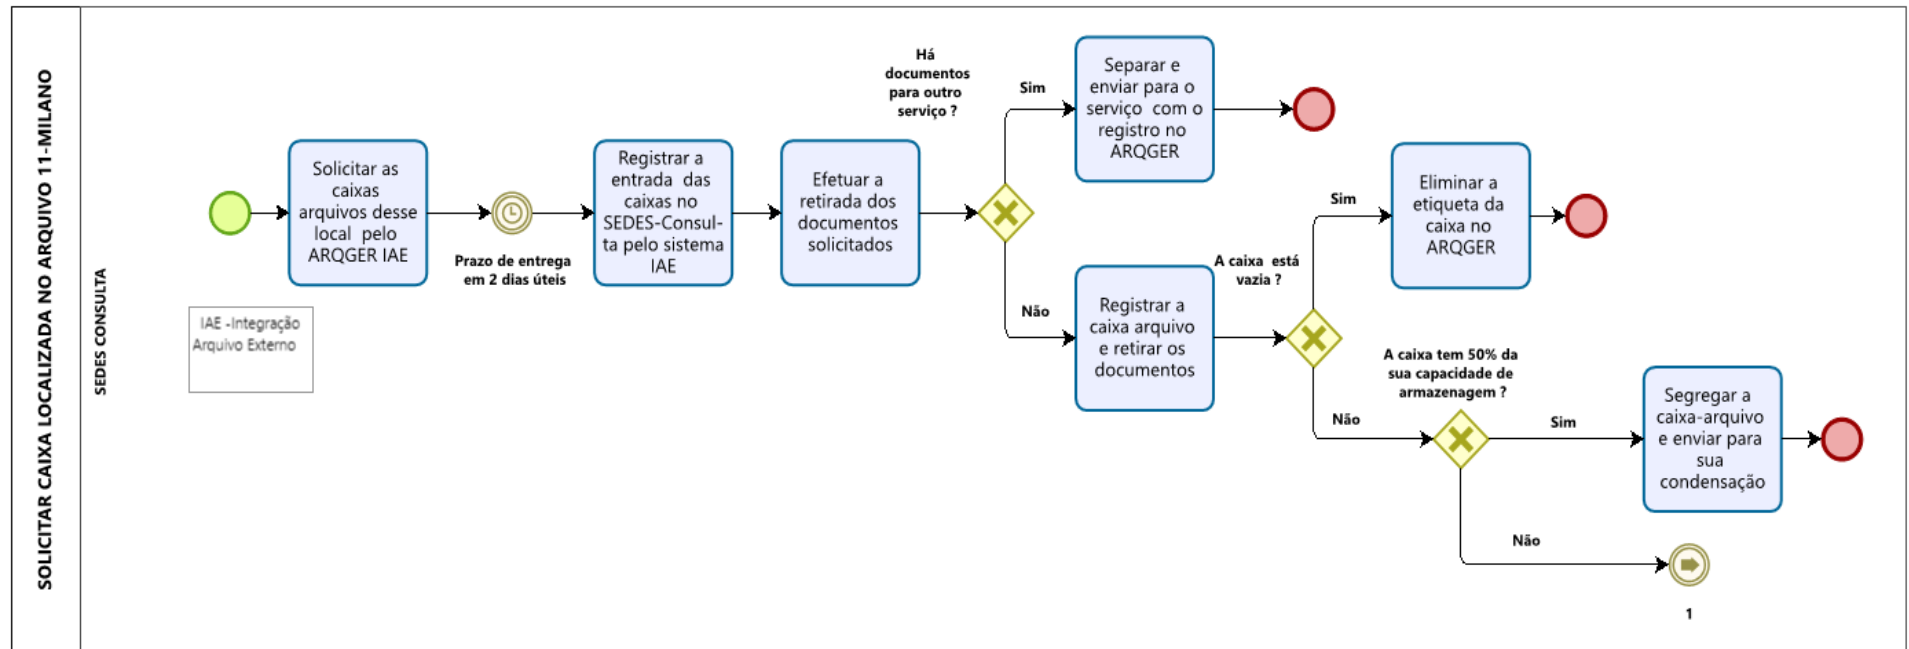 SOLICITAR CAIXA LOCALIZADA NO ARQUIVO 11-MILANO
SEDES CONSULTA
Solicitar as
caixas
arquivos desse
local pelo
ARQGER IAE
IAE -Integração
Arquivo Externo
Prazo de entrega
em 2 dias úteis
Registrar a
entrada das
caixas no
SEDES-Consul-
ta pelo sistema
IAE
Efetuar a
retirada dos
documentos
solicitados
Há
documentos
para outro
serviço ?
Sim
Separar e
enviar para o
serviço com o
registro no
ARQGER
Não
Registrar a
caixa arquivo
e retirar os
documentos
A caixa está
vazia ?
Sim
Eliminar a
etiqueta da
caixa no
ARQGER
Não
A caixa tem 50% da
sua capacidade de
armazenagem ?
Sim
Segregar a
caixa-arquivo
e enviar para
sua
condensação
Não
1